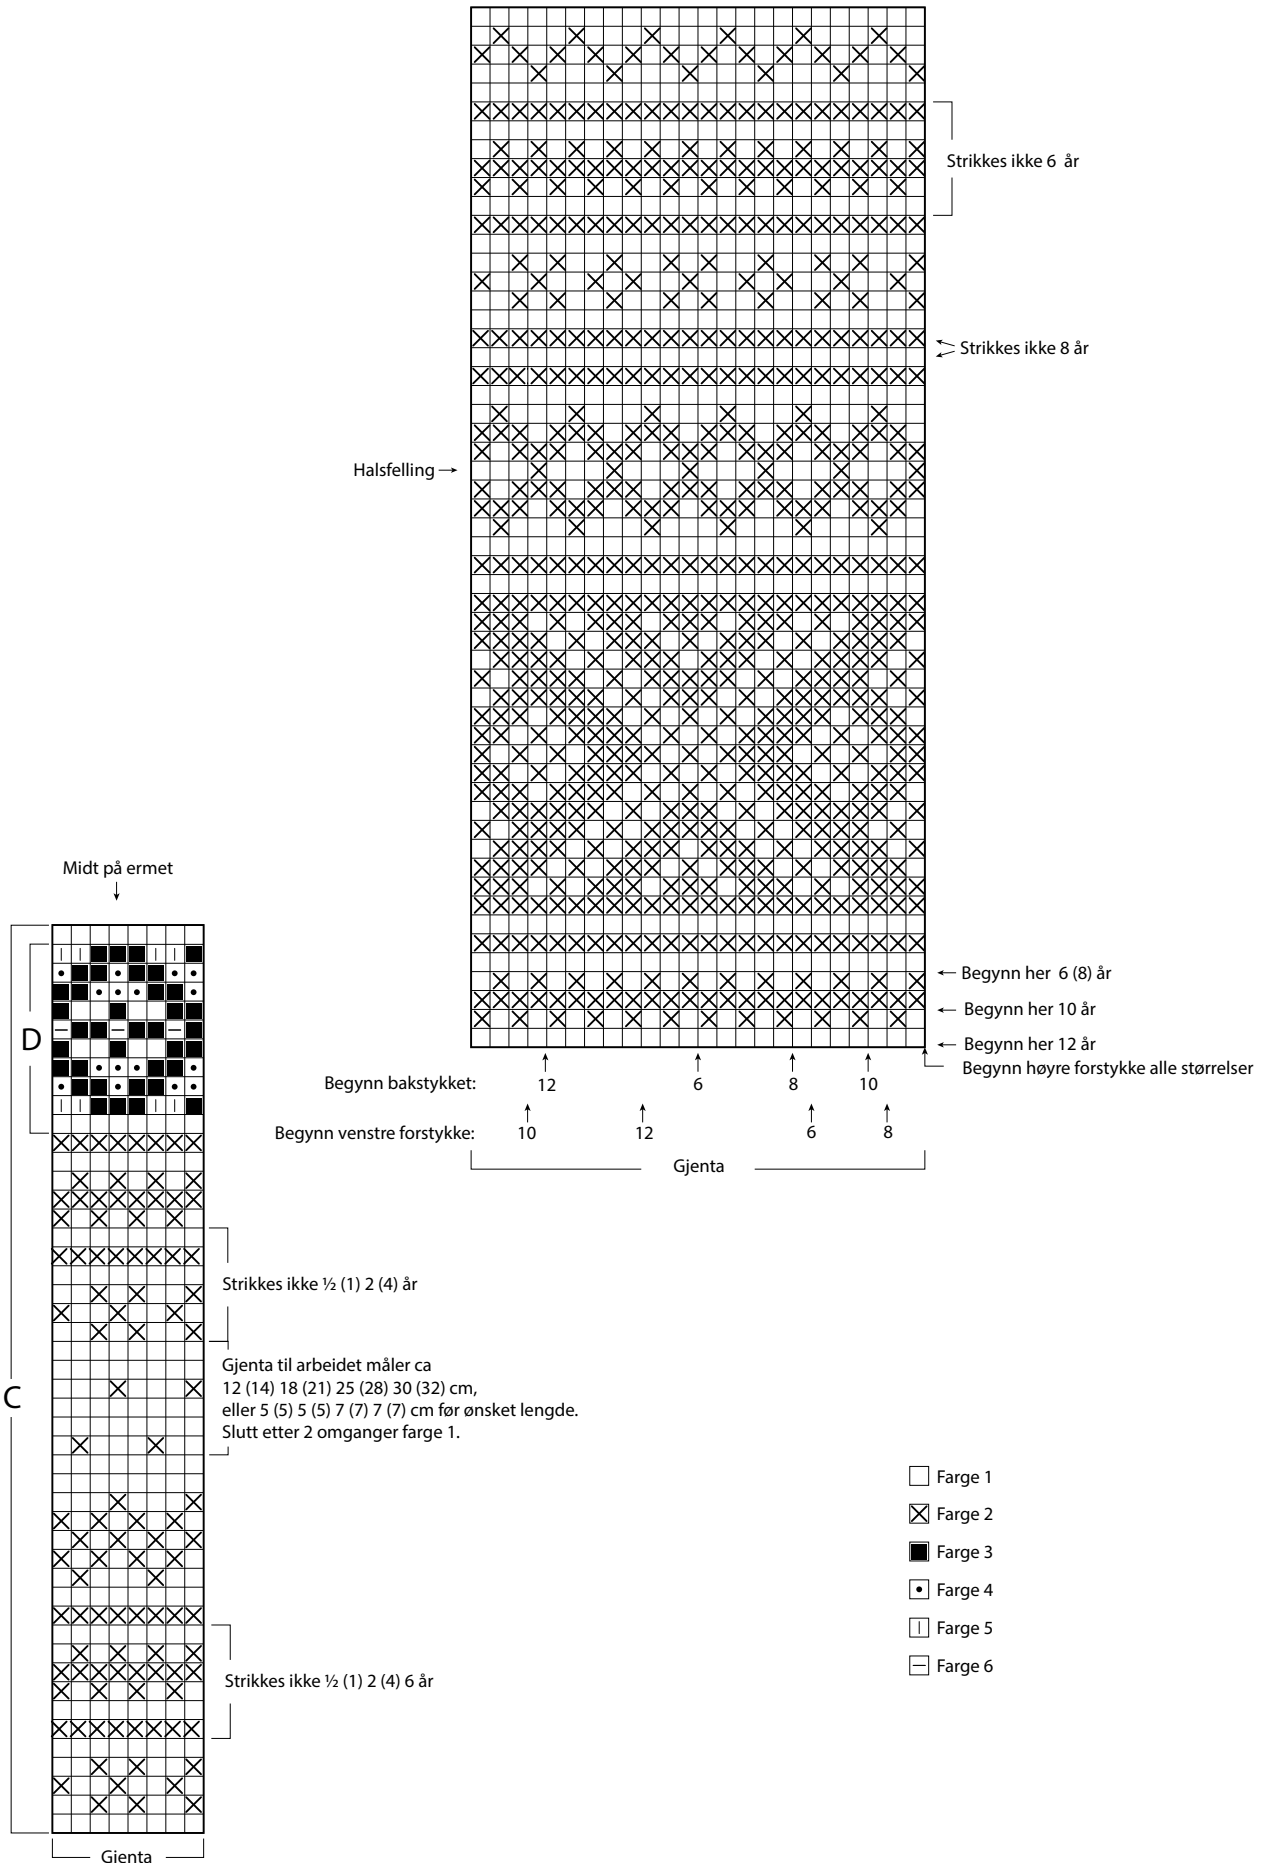 Strikkes ikke 6 år
Strikkes ikke 8 år
Halsfelling
Begynn her 6 (8) år
Begynn her 10 år
Begynn her 12 år
Begynn høyre forstykke alle størrelser
Begynn bakstykket: 12 6 8 10
Begynn venstre forstykke: 10 12 6 8
Gjenta
Midt på ermet
D
C
Strikkes ikke ½ (1) 2 (4) år
Gjenta til arbeidet måler ca
12 (14) 18 (21) 25 (28) 30 (32) cm,
eller 5 (5) 5 (5) 7 (7) 7 (7) cm før ønsket lengde.
Slutt etter 2 omganger farge 1.
Strikkes ikke ½ (1) 2 (4) 6 år
Gjenta
Farge 1
Farge 2
Farge 3
Farge 4
Farge 5
Farge 6